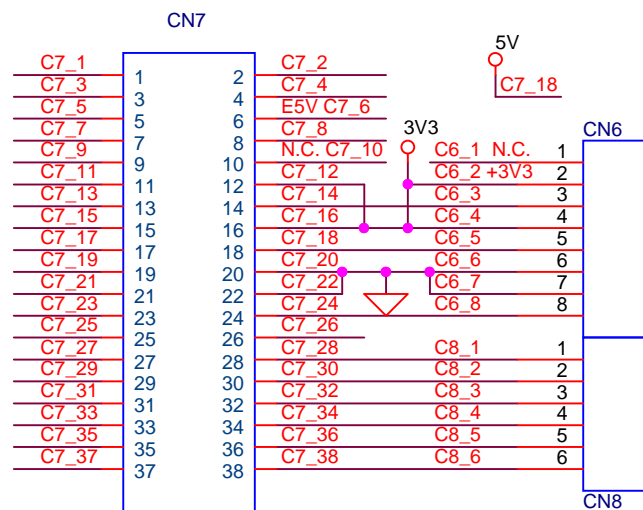 CN7
5V
C7_1 C7_2 C7_18
1 2
C7_3 C7_4
3 4
C7_5 E5V C7_6
5 6
C7_7 C7_8 3V3 CN6
7 8
C7_9 N.C. C7_10 C6_1 N.C. 1
9 10
C7_11 C7_12 C6_2 +3V3 2
11 12
C7_13 C7_14 C6_3 3
13 14
C7_15 C7_16 C6_4 4
15 16
C7_17 C7_18 C6_5 5
17 18
C7_19 C7_20 C6_6 6
19 20
C7_21 C7_22 C6_7 7
21 22
C7_23 C7_24 C6_8 8
23 24
C7_25 C7_26
25 26
C7_27 C7_28 C8_1 1
27 28
C7_29 C7_30 C8_2 2
29 30
C7_31 C7_32 C8_3 3
31 32
C7_33 C7_34 C8_4 4
33 34
C7_35 C7_36 C8_5 5
35 36
C7_37 C7_38 C8_6 6
37 38
CN8